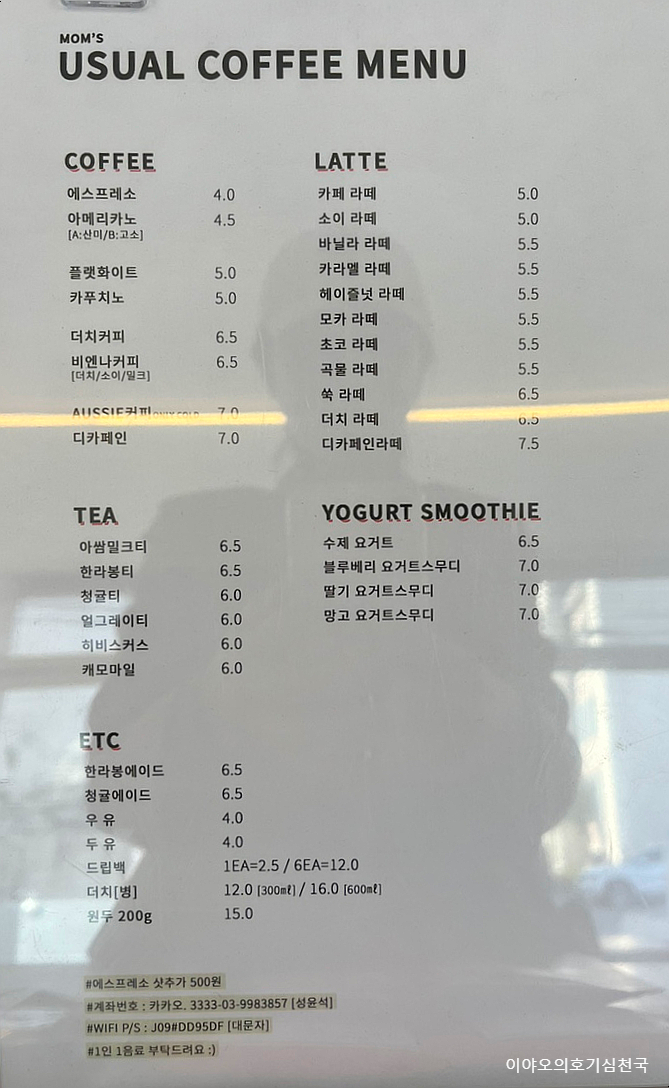 MOM'S
USUAL COFFEE MENU
COFFEE
에스프레소 4.0
아메리카노 4.5
[A:산미/B:고소]
플랫화이트 5.0
카푸치노 5.0
더치커피 6.5
비엔나커피 6.5
[더치/소이/밀크]
AUSSIE커피 ONLY COLD 7.0
디카페인 7.0
LATTE
카페 라떼 5.0
소이 라떼 5.0
바닐라 라떼 5.5
카라멜 라떼 5.5
헤이즐넛 라떼 5.5
모카 라떼 5.5
초코 라떼 5.5
곡물 라떼 5.5
쑥 라떼 6.5
더치 라떼 6.5
디카페인라떼 7.5
TEA
아쌈밀크티 6.5
한라봉티 6.5
청귤티 6.0
얼그레이티 6.0
히비스커스 6.0
캐모마일 6.0
YOGURT SMOOTHIE
수제 요거트 6.5
블루베리 요거트스무디 7.0
딸기 요거트스무디 7.0
망고 요거트스무디 7.0
ETC
한라봉에이드 6.5
청귤에이드 6.5
우 유 4.0
두 유 4.0
드립백 1EA=2.5 / 6EA=12.0
더치[병] 12.0 [300㎖] / 16.0 [600㎖]
원두 200g 15.0
#에스프레소 샷추가 500원
#계좌번호 : 카카오. 3333-03-9983857 [성윤석]
#WIFI P/S : J09#DD95DF [대문자]
#1인 1음료 부탁드려요 :)
이야오의호기심천국